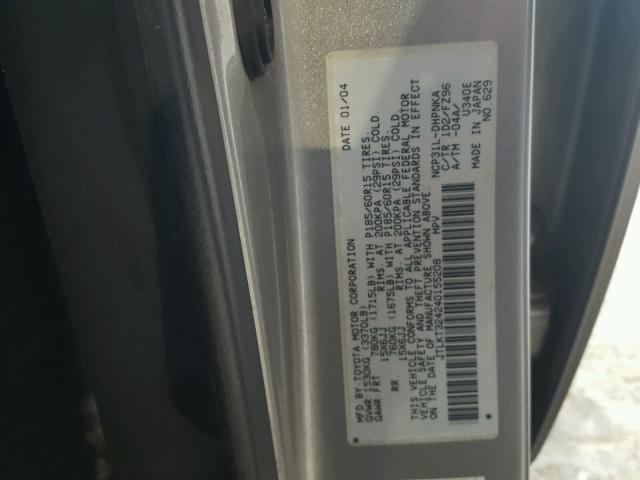 MFD.BY:TOYOTA MOTOR CORPORATION DATE 01/04
GVWR 1530KG (3370LB)
GAWR FRT 780KG (1715LB) WITH P185/60R15 TIRES,
15X6JJ RIMS, AT 200KPA (29PSI) COLD.
RR 760KG (1675LB) WITH P185/60R15 TIRES,
15X6JJ RIMS, AT 200KPA (29PSI) COLD.
THIS VEHICLE CONFORMS TO ALL APPLICABLE FEDERAL MOTOR
VEHICLE SAFETY AND THEFT PREVENTION STANDARDS IN EFFECT
ON THE DATE OF MANUFACTURE SHOWN ABOVE.
JTLKT324240155208 MPV
NCP31L-DHPNKA
C/TR 1D2/FZ96
A/TM -04A/ U340E
MADE IN JAPAN
NO.629